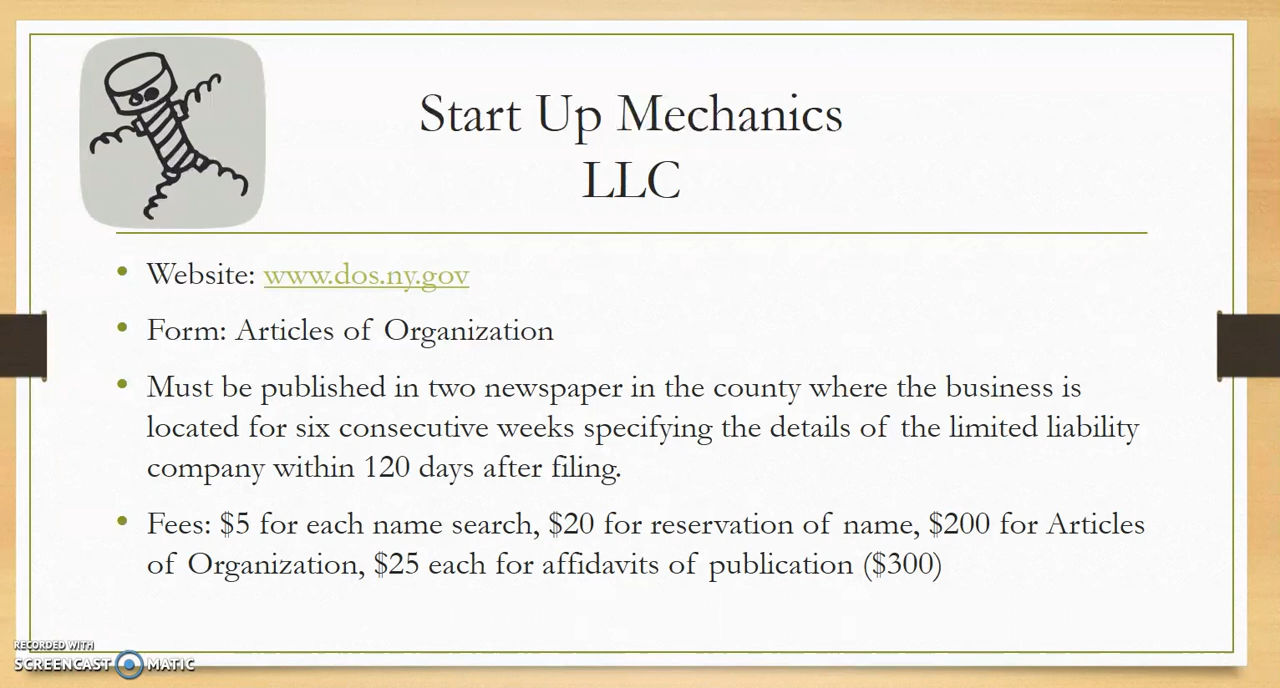 Start Up Mechanics
LLC
• Website: www.dos.ny.gov
• Form: Articles of Organization
• Must be published in two newspaper in the county where the business is
located for six consecutive weeks specifying the details of the limited liability
company within 120 days after filing.
• Fees: $5 for each name search, $20 for reservation of name, $200 for Articles
of Organization, $25 each for affidavits of publication ($300)
RECORDED WITH
SCREENCAST MATIC